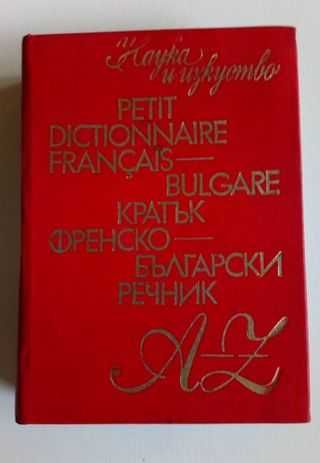 Наука
и изкуство
PETIT
DICTIONNAIRE
FRANÇAIS—
BULGARE
КРАТЪК
ФРЕНСКО—
БЪЛГАРСКИ
РЕЧНИК
A–Z